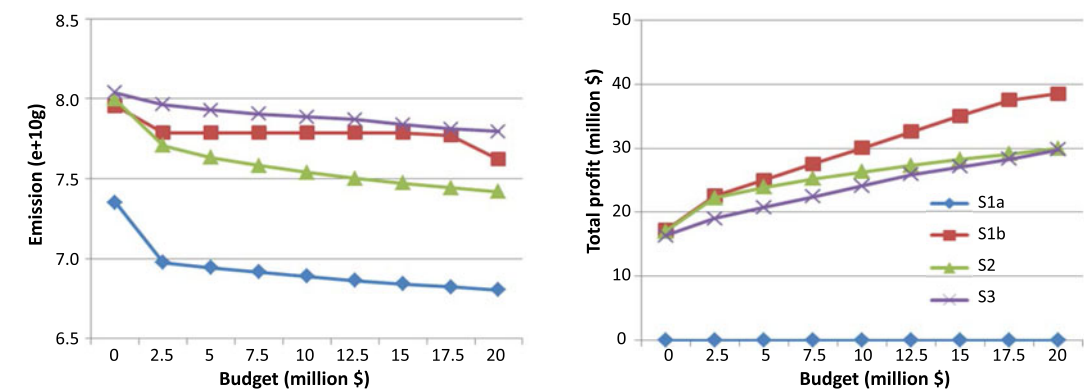 8.5
8.0
7.5
7.0
6.5
Emission (e+10g)
0 2.5 5 7.5 10 12.5 15 17.5 20
Budget (million $)
50
40
30
20
10
0
Total profit (million $)
S1a
S1b
S2
S3
0 2.5 5 7.5 10 12.5 15 17.5 20
Budget (million $)